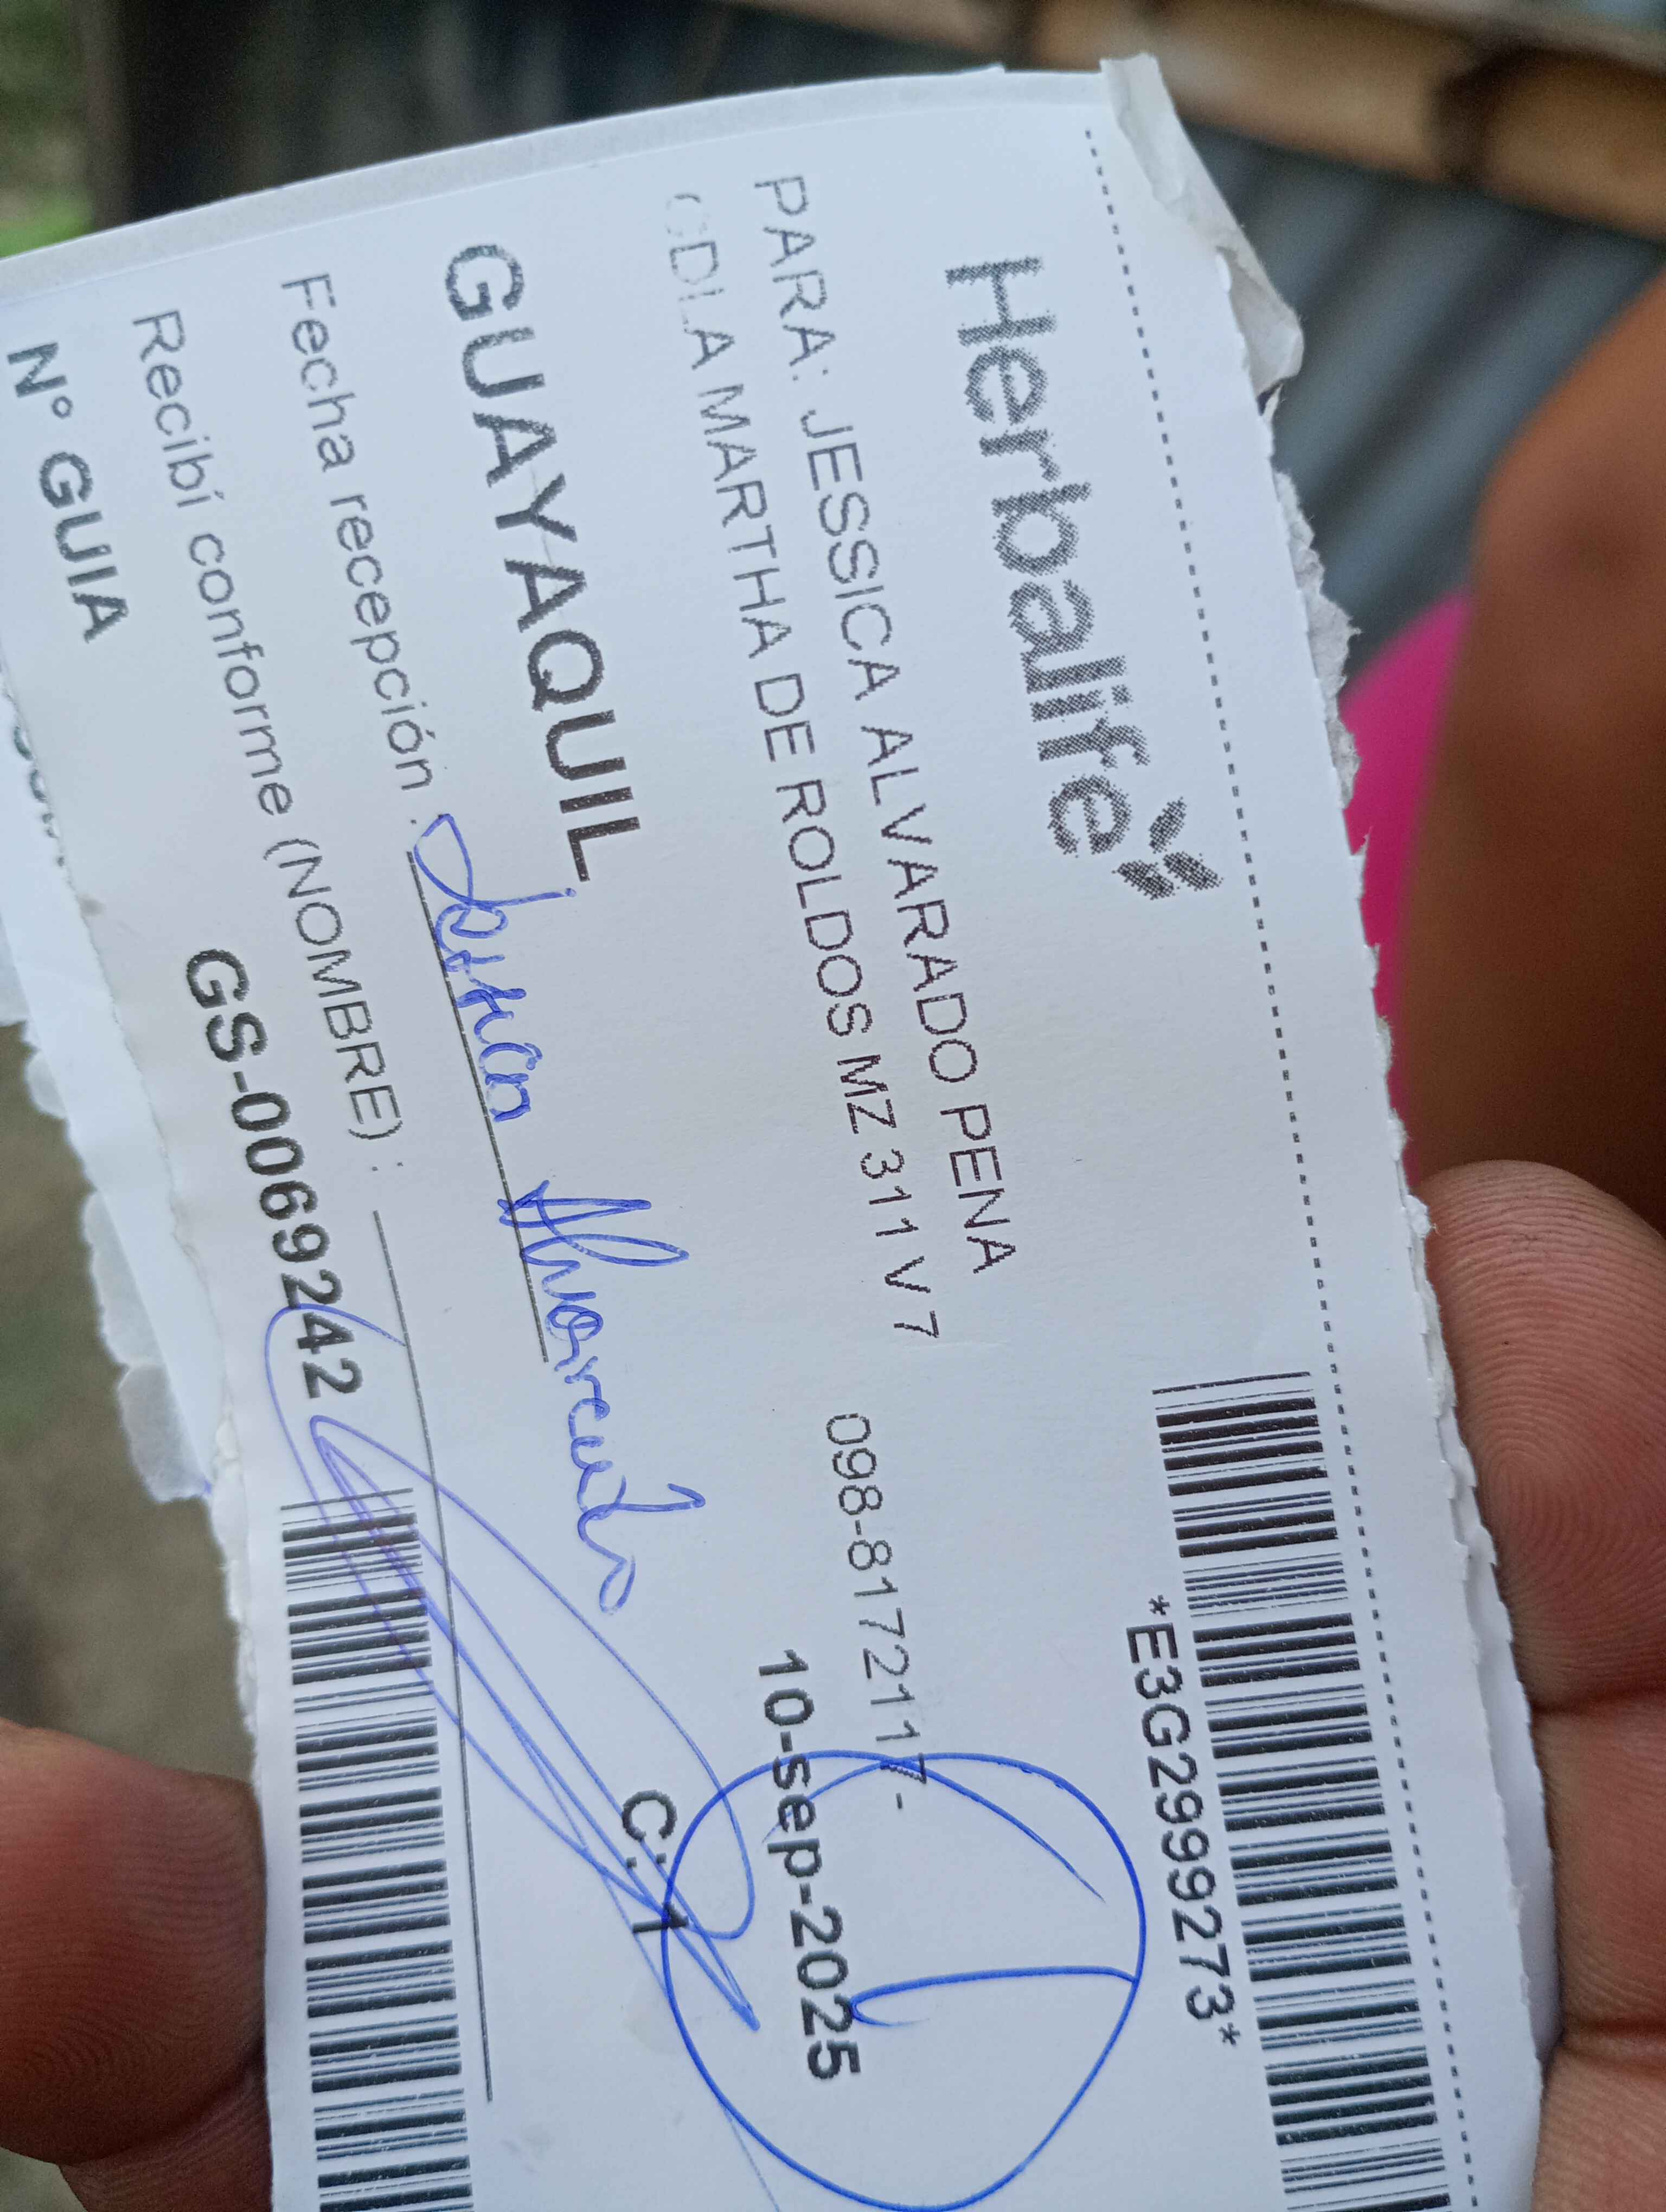 *E3G2999273*
Herbalife
PARA: JESSICA ALVARADO PENA
CDLA MARTHA DE ROLDOS MZ 311 V 7
098-8172117-
10-sep-2025
GUAYAQUIL
C:1
Fecha recepción :
Recibí conforme (NOMBRE) :
N° GUIA
GS-00692242